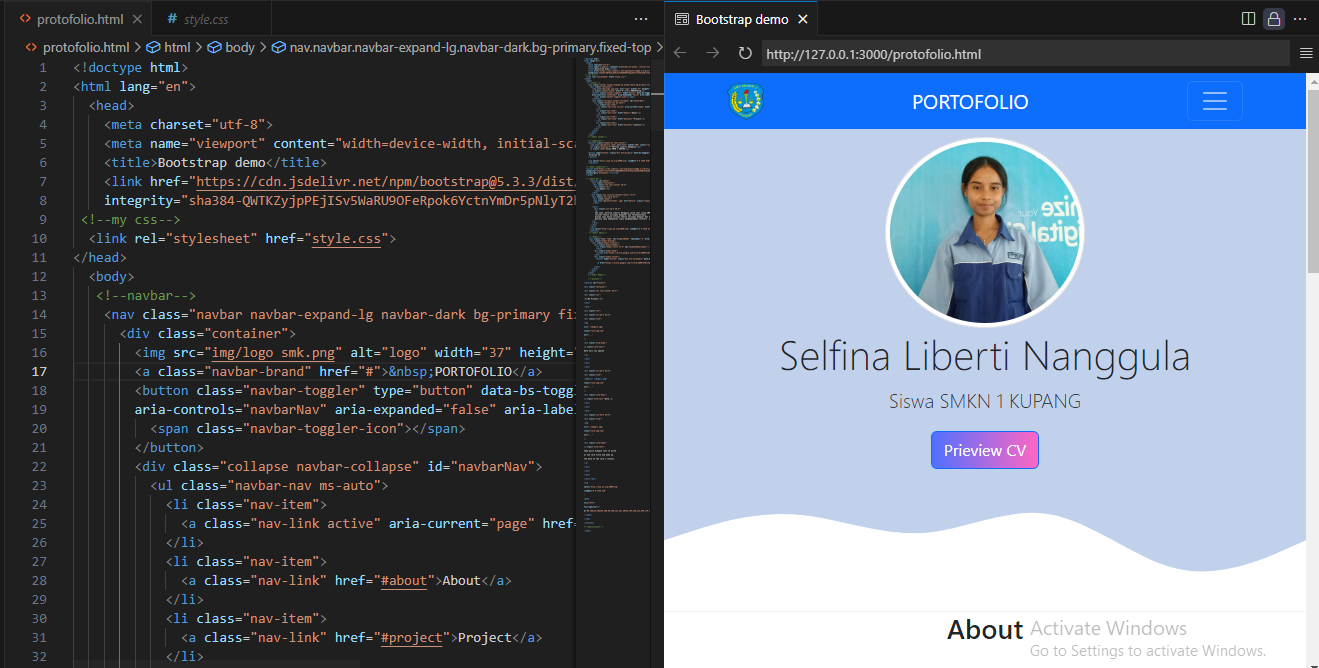 protofolio.html
style.css
protofolio.html > html > body > nav.navbar.navbar-expand-lg.navbar-dark.bg-primary.fixed-top >
1 <!doctype html>
2 <html lang="en">
3 <head>
4 <meta charset="utf-8">
5 <meta name="viewport" content="width=device-width, initial-sca
6 <title>Bootstrap demo</title>
7 <link href="https://cdn.jsdelivr.net/npm/bootstrap@5.3.3/dist/
8 integrity="sha384-QWTKZyjpPEjISv5WaRU9OFeRpok6YctnYmDr5pNlyT2
9 <!--my css-->
10 <link rel="stylesheet" href="style.css">
11 </head>
12 <body>
13 <!--navbar-->
14 <nav class="navbar navbar-expand-lg navbar-dark bg-primary fi
15 <div class="container">
16 <img src="img/logo smk.png" alt="logo" width="37" height=
17 <a class="navbar-brand" href="#">&nbsp;PORTOFOLIO</a>
18 <button class="navbar-toggler" type="button" data-bs-togg
19 aria-controls="navbarNav" aria-expanded="false" aria-labe
20 <span class="navbar-toggler-icon"></span>
21 </button>
22 <div class="collapse navbar-collapse" id="navbarNav">
23 <ul class="navbar-nav ms-auto">
24 <li class="nav-item">
25 <a class="nav-link active" aria-current="page" href
26 </li>
27 <li class="nav-item">
28 <a class="nav-link" href="#about">About</a>
29 </li>
30 <li class="nav-item">
31 <a class="nav-link" href="#project">Project</a>
32 </li>
Bootstrap demo
http://127.0.0.1:3000/protofolio.html
PORTOFOLIO
Selfina Liberti Nanggula
Siswa SMKN 1 KUPANG
Prieview CV
About
Activate Windows
Go to Settings to activate Windows.